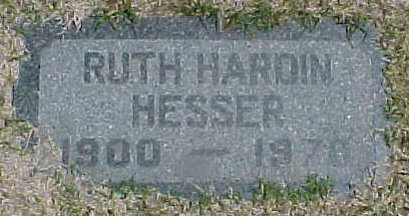 RUTH HARDIN
HESSER
1900 —